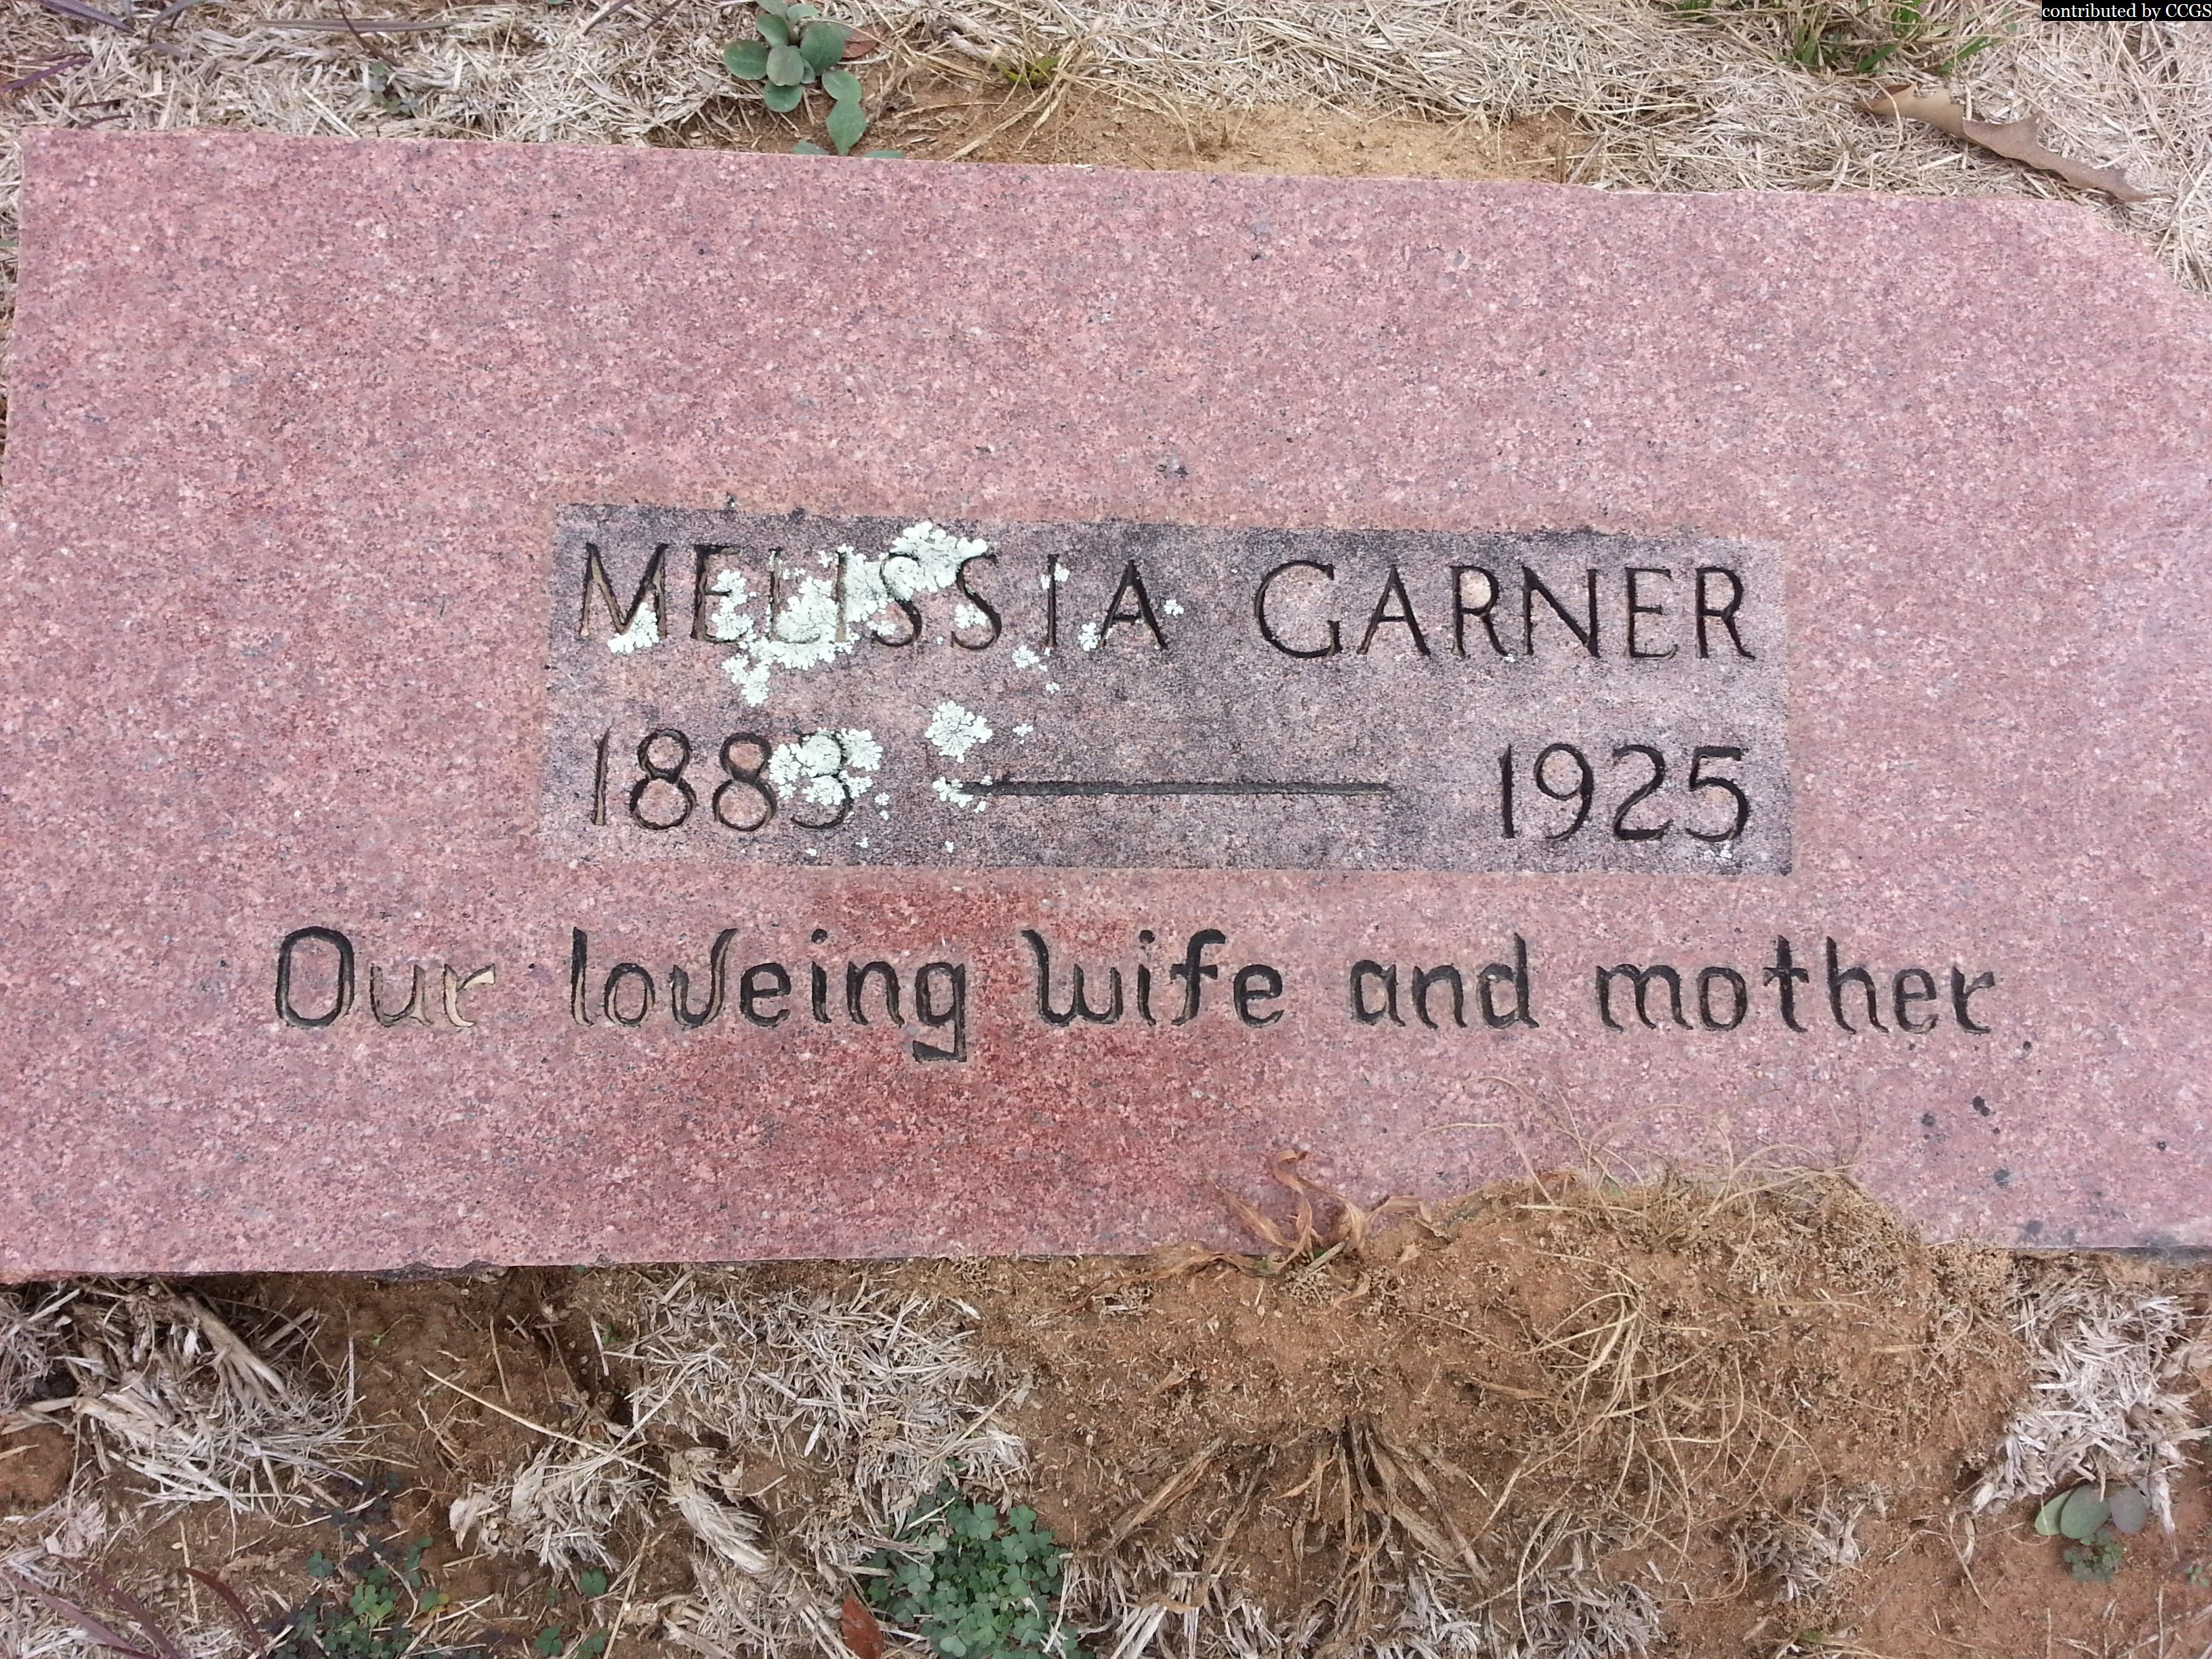 contributed by CCGS
MELISSIA GARNER
1883 — 1925
Our loveing wife and mother